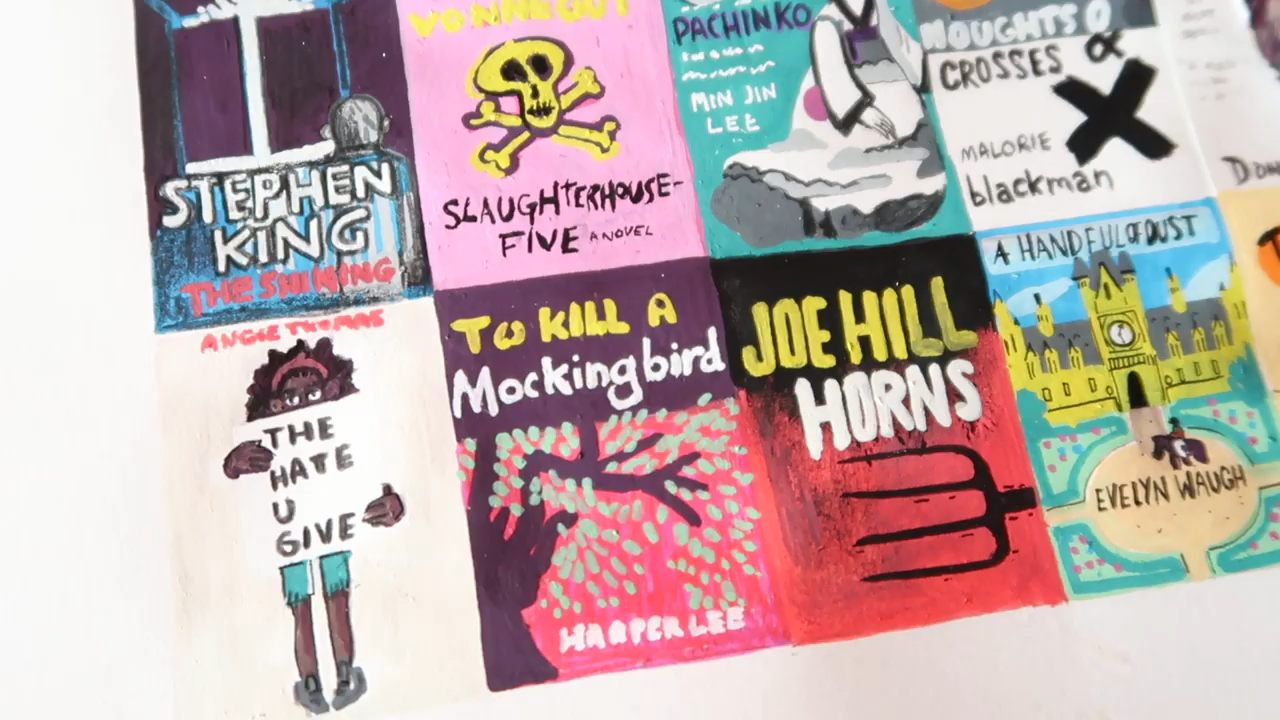 STEPHEN
KING
THE SHINING
VONNEGUT
SLAUGHTERHOUSE-
FIVE A NOVEL
PACHINKO
MIN JIN
LEE
NOUGHTS O
CROSSES &
X
MALORIE
blackman
ANGIE THOMAS
THE
HATE
U
GIVE
TO KILL A
Mockingbird
HARPER LEE
JOE HILL
HORNS
A HANDFUL OF DUST
EVELYN WAUGH